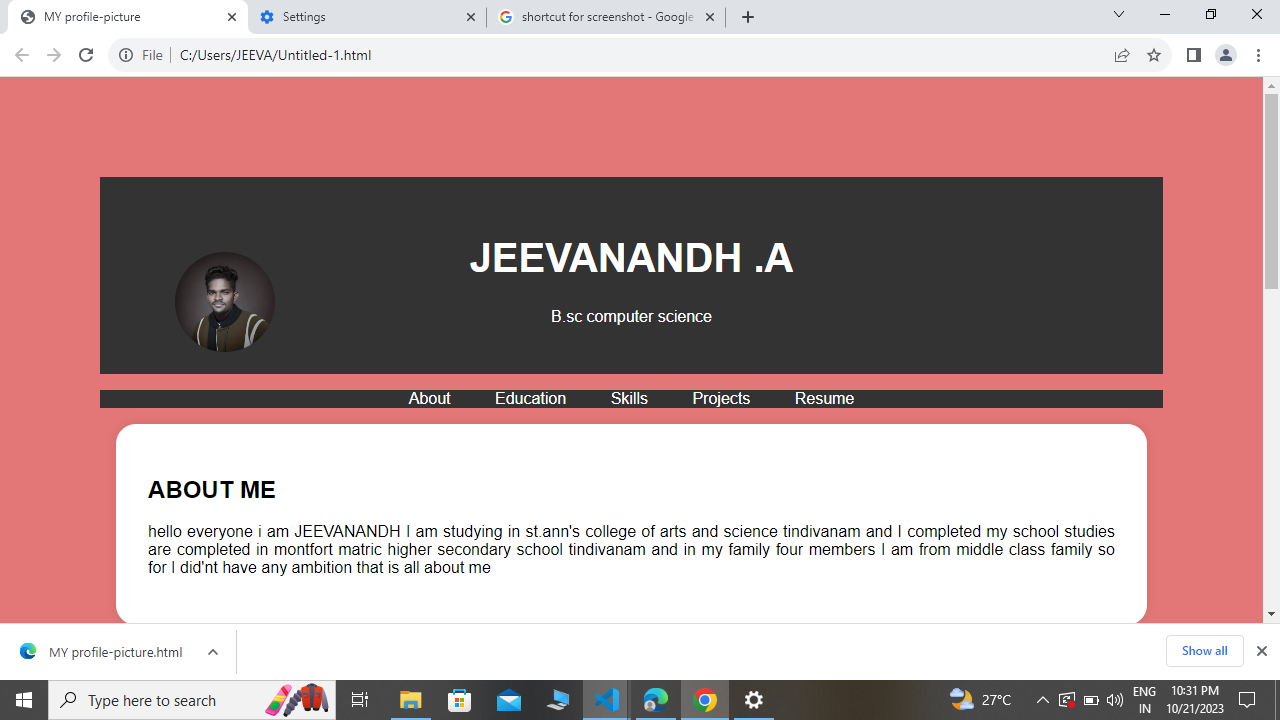 MY profile-picture
Settings
shortcut for screenshot - Google
File
C:/Users/JEEVA/Untitled-1.html
JEEVANANDH .A
B.sc computer science
About Education Skills Projects Resume
ABOUT ME
hello everyone i am JEEVANANDH I am studying in st.ann's college of arts and science tindivanam and I completed my school studies
are completed in montfort matric higher secondary school tindivanam and in my family four members I am from middle class family so
for I did'nt have any ambition that is all about me
MY profile-picture.html
Show all
Type here to search
27°C
ENG
IN
10:31 PM
10/21/2023